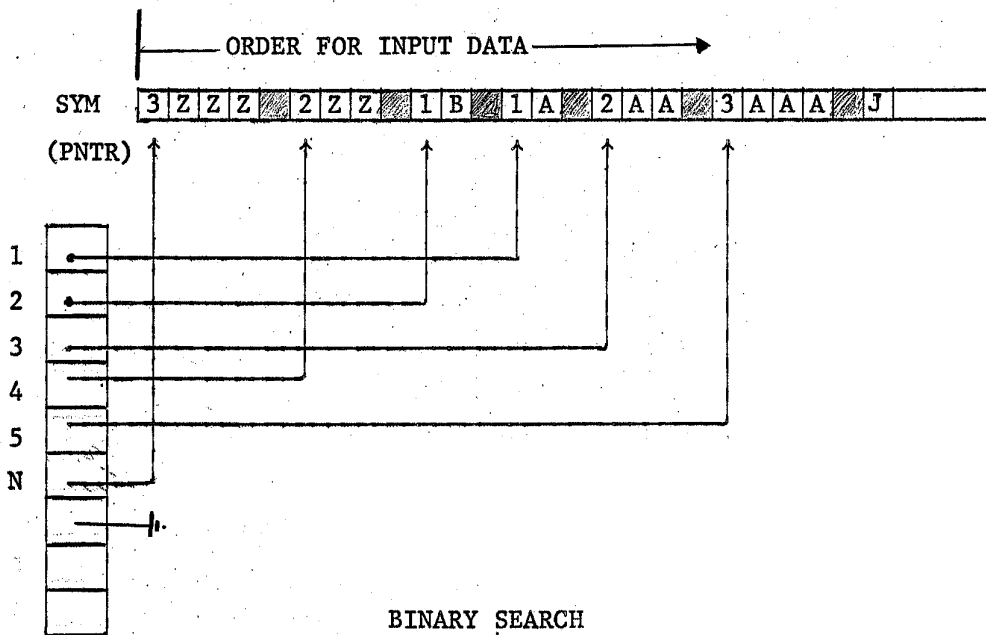 ORDER FOR INPUT DATA
SYM 3 Z Z Z 2 Z Z 1 B 1 A 2 A A 3 A A A J
(PNTR)
1
2
3
4
5
N
BINARY SEARCH